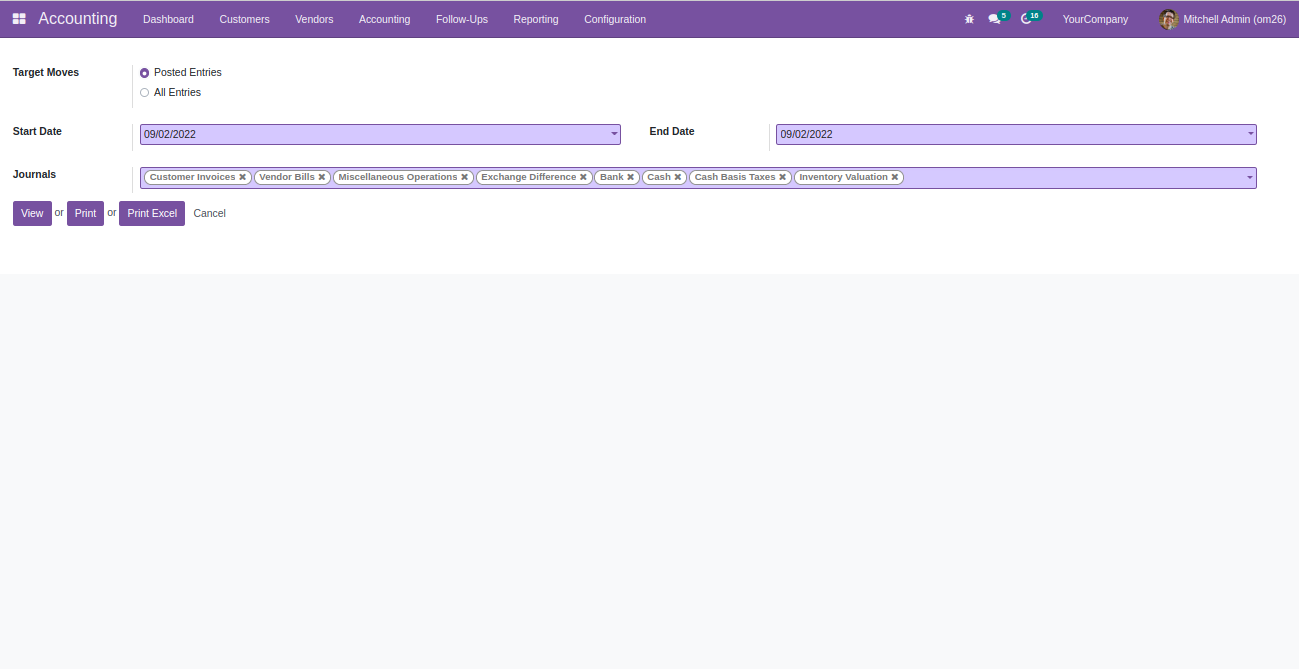 Accounting Dashboard Customers Vendors Accounting Follow-Ups Reporting Configuration 5 16 YourCompany Mitchell Admin (om26)
Target Moves Posted Entries
All Entries
Start Date 09/02/2022 End Date 09/02/2022
Journals Customer Invoices ✖ Vendor Bills ✖ Miscellaneous Operations ✖ Exchange Difference ✖ Bank ✖ Cash ✖ Cash Basis Taxes ✖ Inventory Valuation ✖
View or Print or Print Excel Cancel